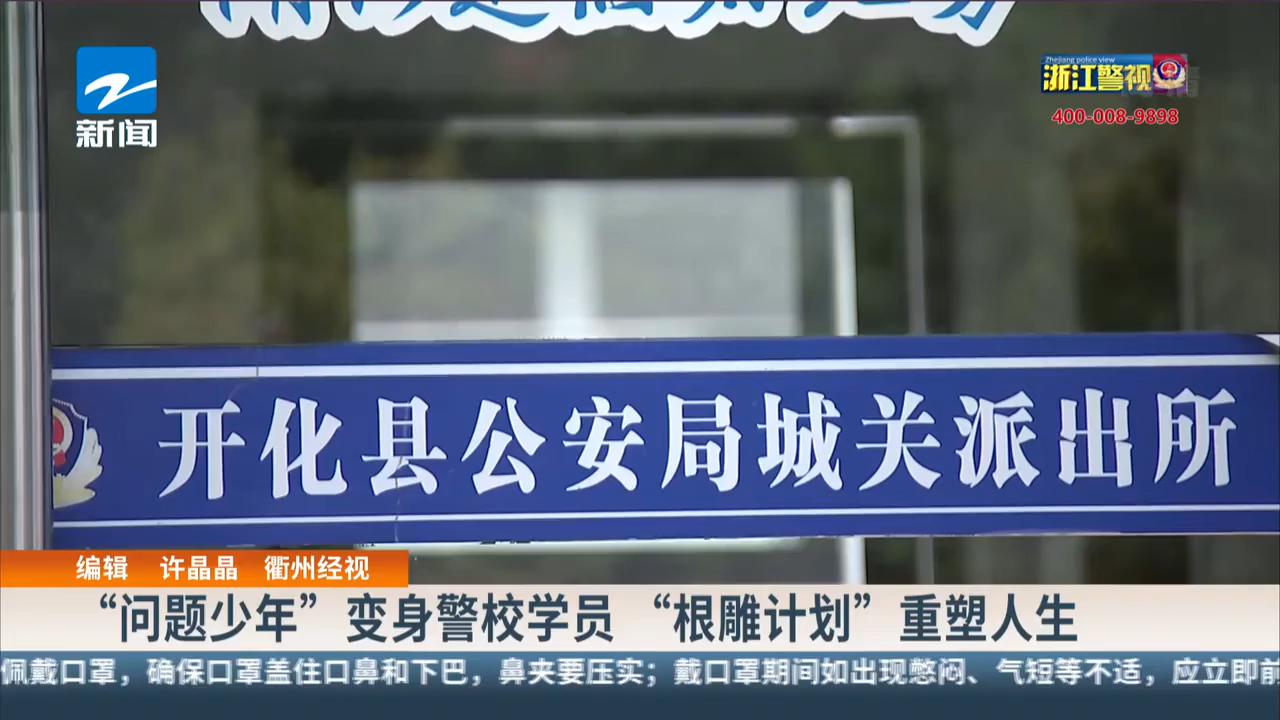 新闻
Zhejiang police view
浙江警视
400-008-9898
开化县公安局城关派出所
编辑 许晶晶 衢州经视
“问题少年”变身警校学员 “根雕计划”重塑人生
佩戴口罩，确保口罩盖住口鼻和下巴，鼻夹要压实；戴口罩期间如出现憋闷、气短等不适，应立即前